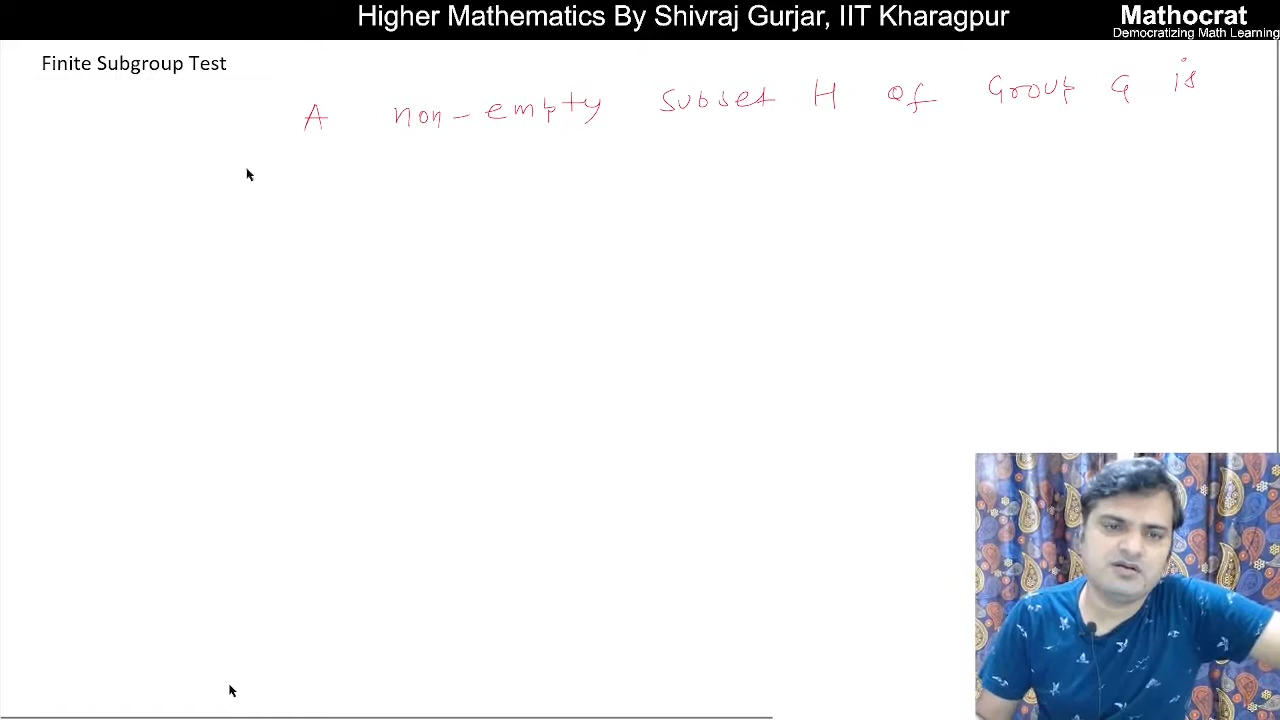 Higher Mathematics By Shivraj Gurjar, IIT Kharagpur
Mathocrat
Democratizing Math Learning
Finite Subgroup Test
A non-empty subset H of Group G is